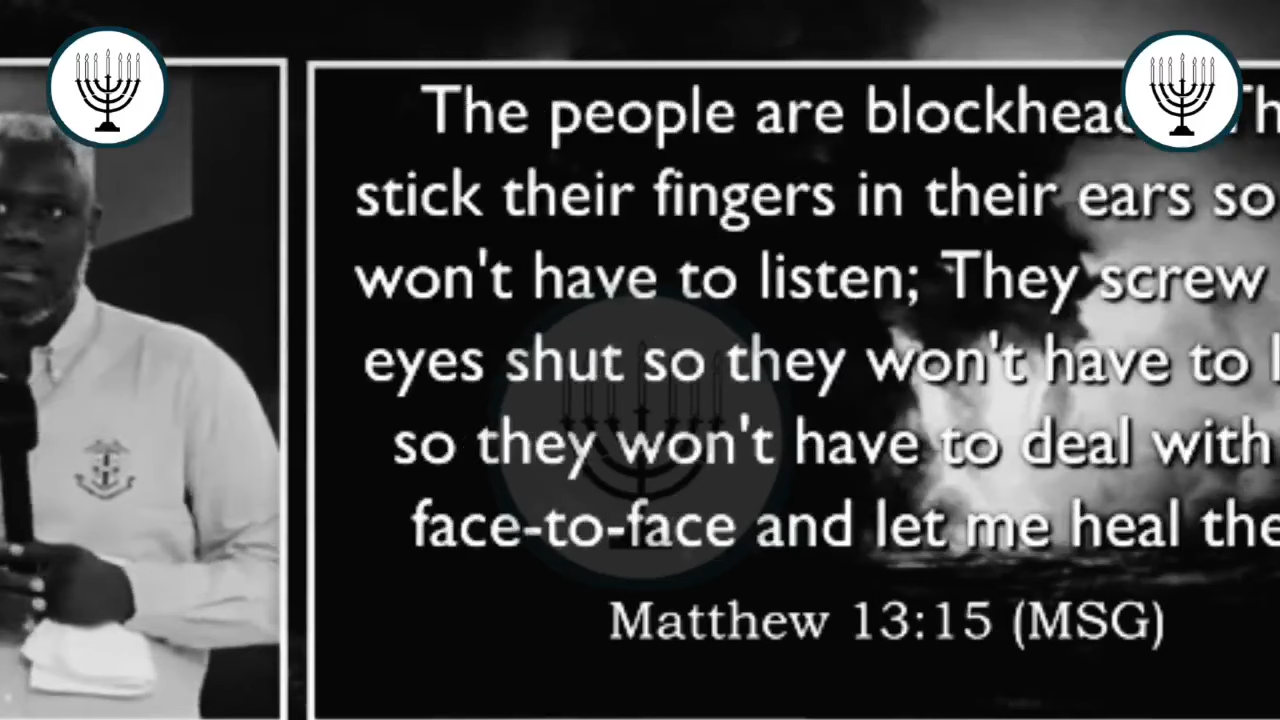 The people are blockheads
stick their fingers in their ears so
won't have to listen; They screw
eyes shut so they won't have to
so they won't have to deal with
face-to-face and let me heal
Matthew 13:15 (MSG)